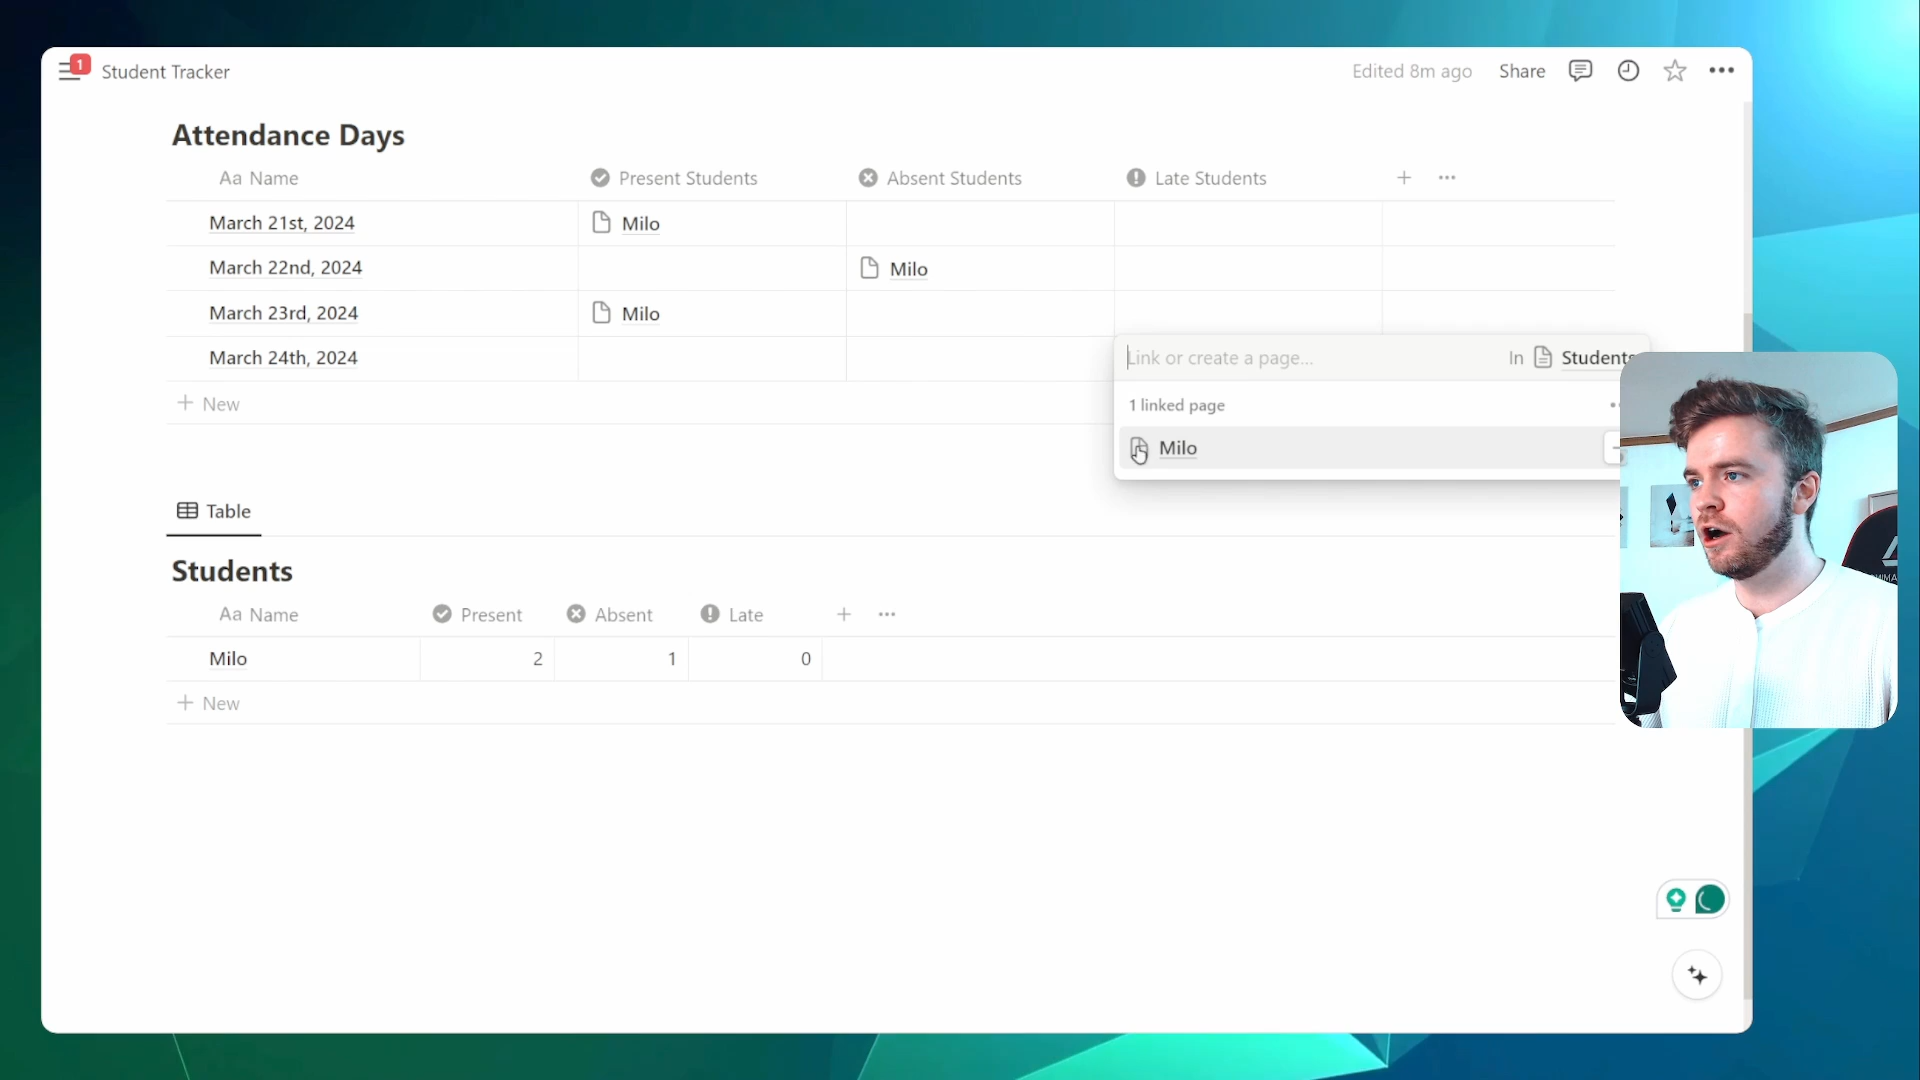 1
Student Tracker
Edited 8m ago
Share
Attendance Days
Aa Name
Present Students
Absent Students
Late Students
March 21st, 2024
Milo
March 22nd, 2024
Milo
March 23rd, 2024
Milo
March 24th, 2024
Link or create a page...
In
Students
New
1 linked page
Milo
Table
Students
Aa Name
Present
Absent
Late
Milo
2
1
0
New